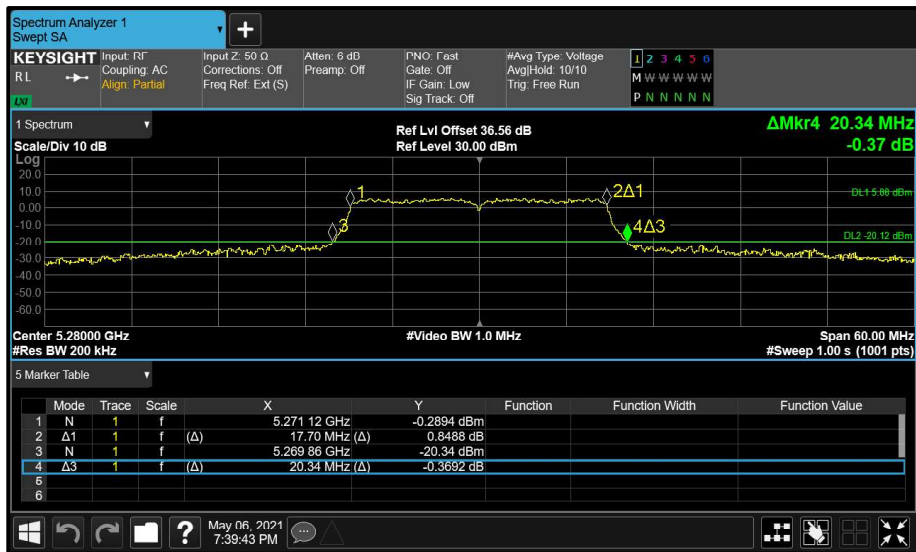 Spectrum Analyzer 1
Swept SA
+
KEYSIGHT Input: RF Input Z: 50 Ω Atten: 6 dB PNO: Fast #Avg Type: Voltage 1 2 3 4 5 6
RL Coupling: AC Corrections: Off Preamp: Off Gate: Off Avg|Hold: 10/10 M W W W W W
Align: Partial Freq Ref: Ext (S) IF Gain: Low Trig: Free Run
LXI Sig Track: Off P N N N N N
1 Spectrum Ref Lvl Offset 36.56 dB ΔMkr4 20.34 MHz
Scale/Div 10 dB Ref Level 30.00 dBm -0.37 dB
Log
20.0
10.0 1 2Δ1 DL1 5.88 dBm
0.00
-10.0 3 4Δ3
-20.0 DL2 -20.12 dBm
-30.0
-40.0
-50.0
-60.0
Center 5.28000 GHz #Video BW 1.0 MHz Span 60.00 MHz
#Res BW 200 kHz #Sweep 1.00 s (1001 pts)
5 Marker Table
Mode Trace Scale X Y Function Function Width Function Value
1 N 1 f 5.271 12 GHz -0.2894 dBm
2 Δ1 1 f (Δ) 17.70 MHz (Δ) 0.8488 dB
3 N 1 f 5.269 86 GHz -20.34 dBm
4 Δ3 1 f (Δ) 20.34 MHz (Δ) -0.3692 dB
5
6
? May 06, 2021
7:39:43 PM